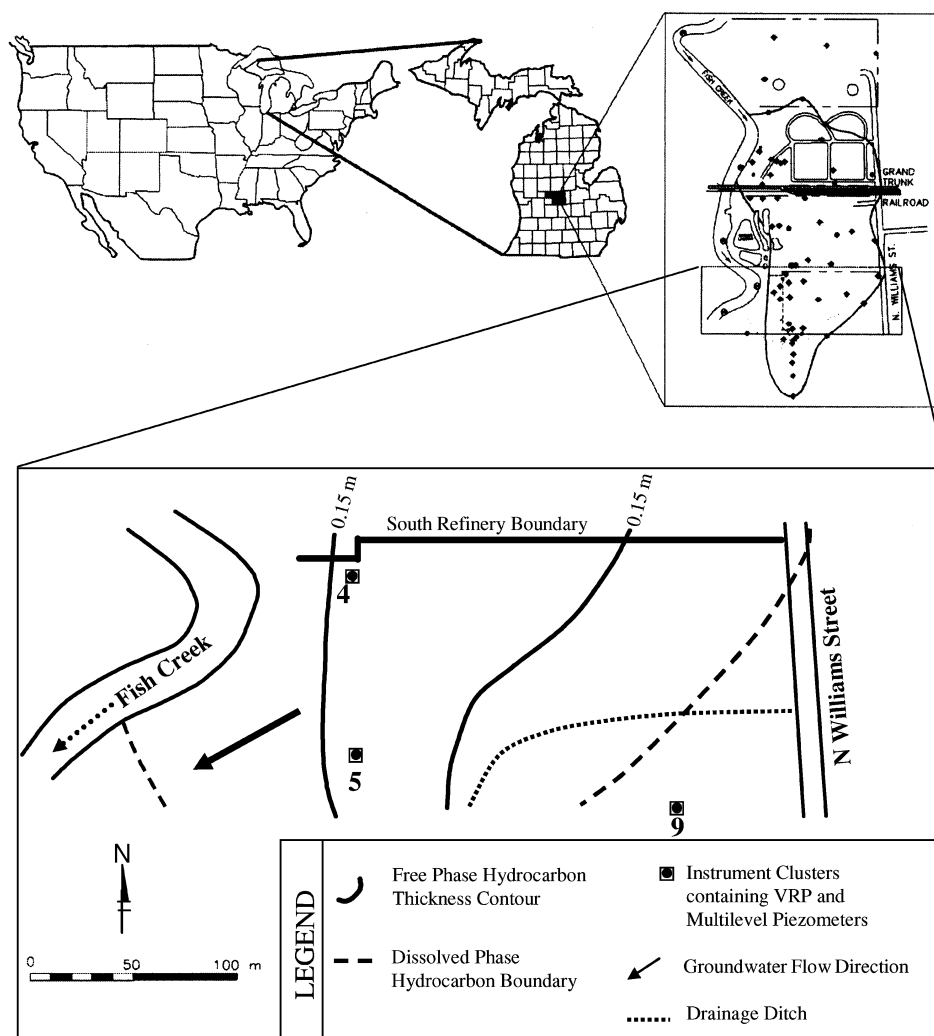 FISH CREEK
GRAND
TRUNK
RAILROAD
N. WILLIAMS ST.
0.15 m
0.15 m
South Refinery Boundary
4
Fish Creek
N Williams Street
5
9
N
0 50 100 m
LEGEND
Free Phase Hydrocarbon
Thickness Contour
Dissolved Phase
Hydrocarbon Boundary
Instrument Clusters
containing VRP and
Multilevel Piezometers
Groundwater Flow Direction
Drainage Ditch